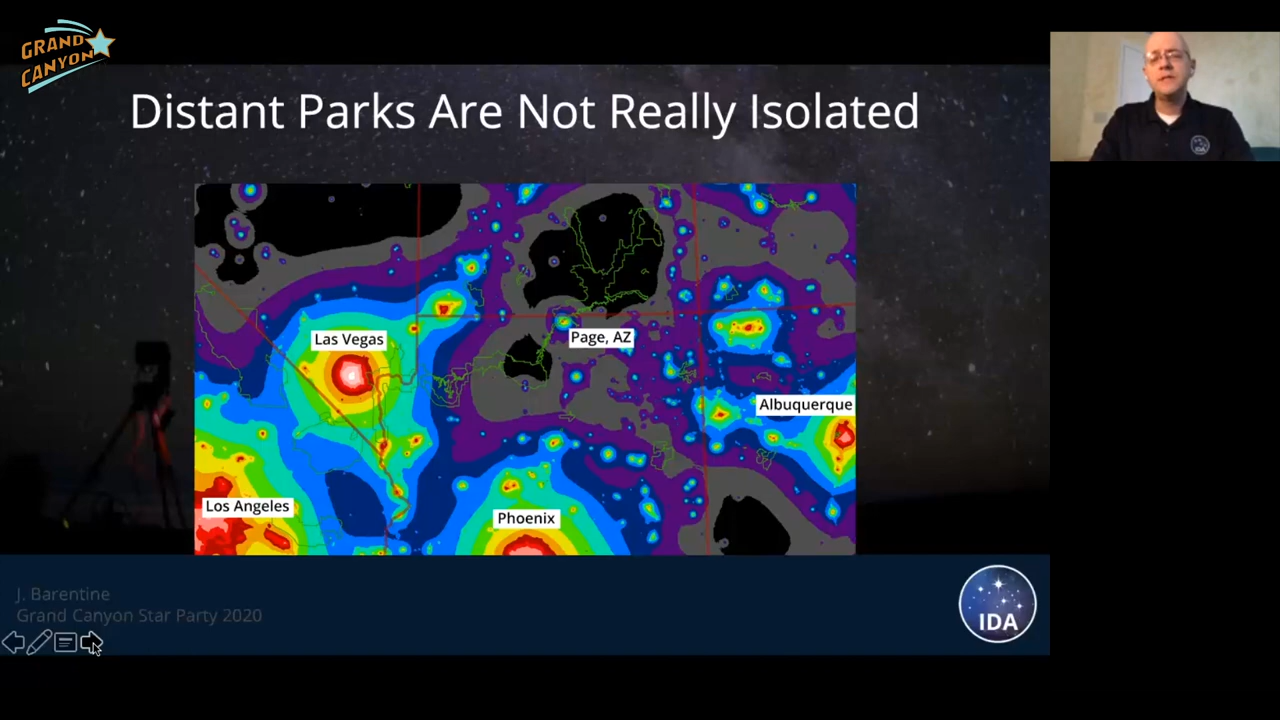 GRAND
CANYON
Distant Parks Are Not Really Isolated
Las Vegas
Page, AZ
Albuquerque
Los Angeles
Phoenix
J. Barentine
Grand Canyon Star Party 2020
IDA
IDA